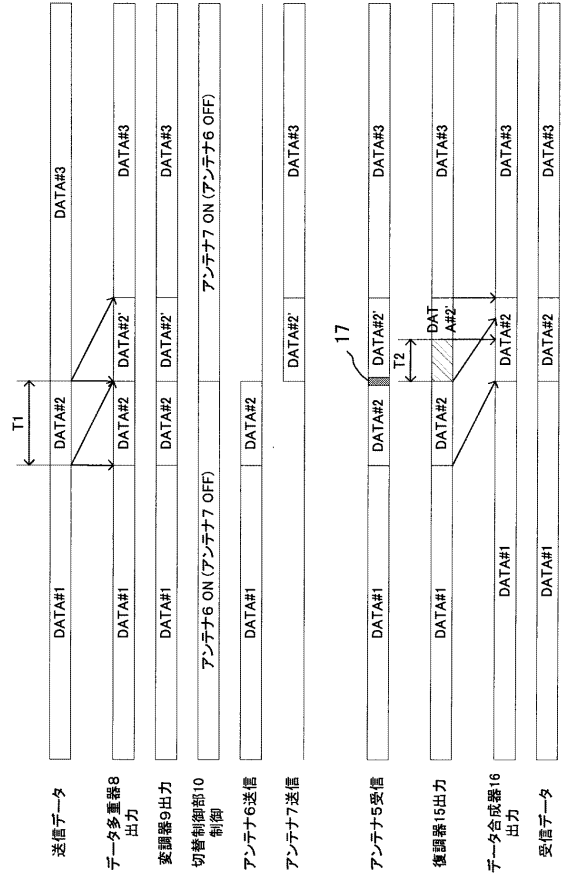 T1
送信データ
DATA#1
DATA#2
DATA#3
データ多重器8
出力
DATA#1
DATA#2
DATA#2'
DATA#3
変調器9出力
DATA#1
DATA#2
DATA#2'
DATA#3
切替制御部10
制御
アンテナ6 ON (アンテナ7 OFF)
アンテナ7 ON (アンテナ6 OFF)
アンテナ6送信
DATA#1
DATA#2
アンテナ7送信
DATA#2'
DATA#3
17
アンテナ5受信
DATA#1
DATA#2
DATA#2'
DATA#3
T2
復調器15出力
DATA#1
DATA#2
DAT
A#2'
DATA#3
データ合成器16
出力
DATA#1
DATA#2
DATA#3
受信データ
DATA#1
DATA#2
DATA#3